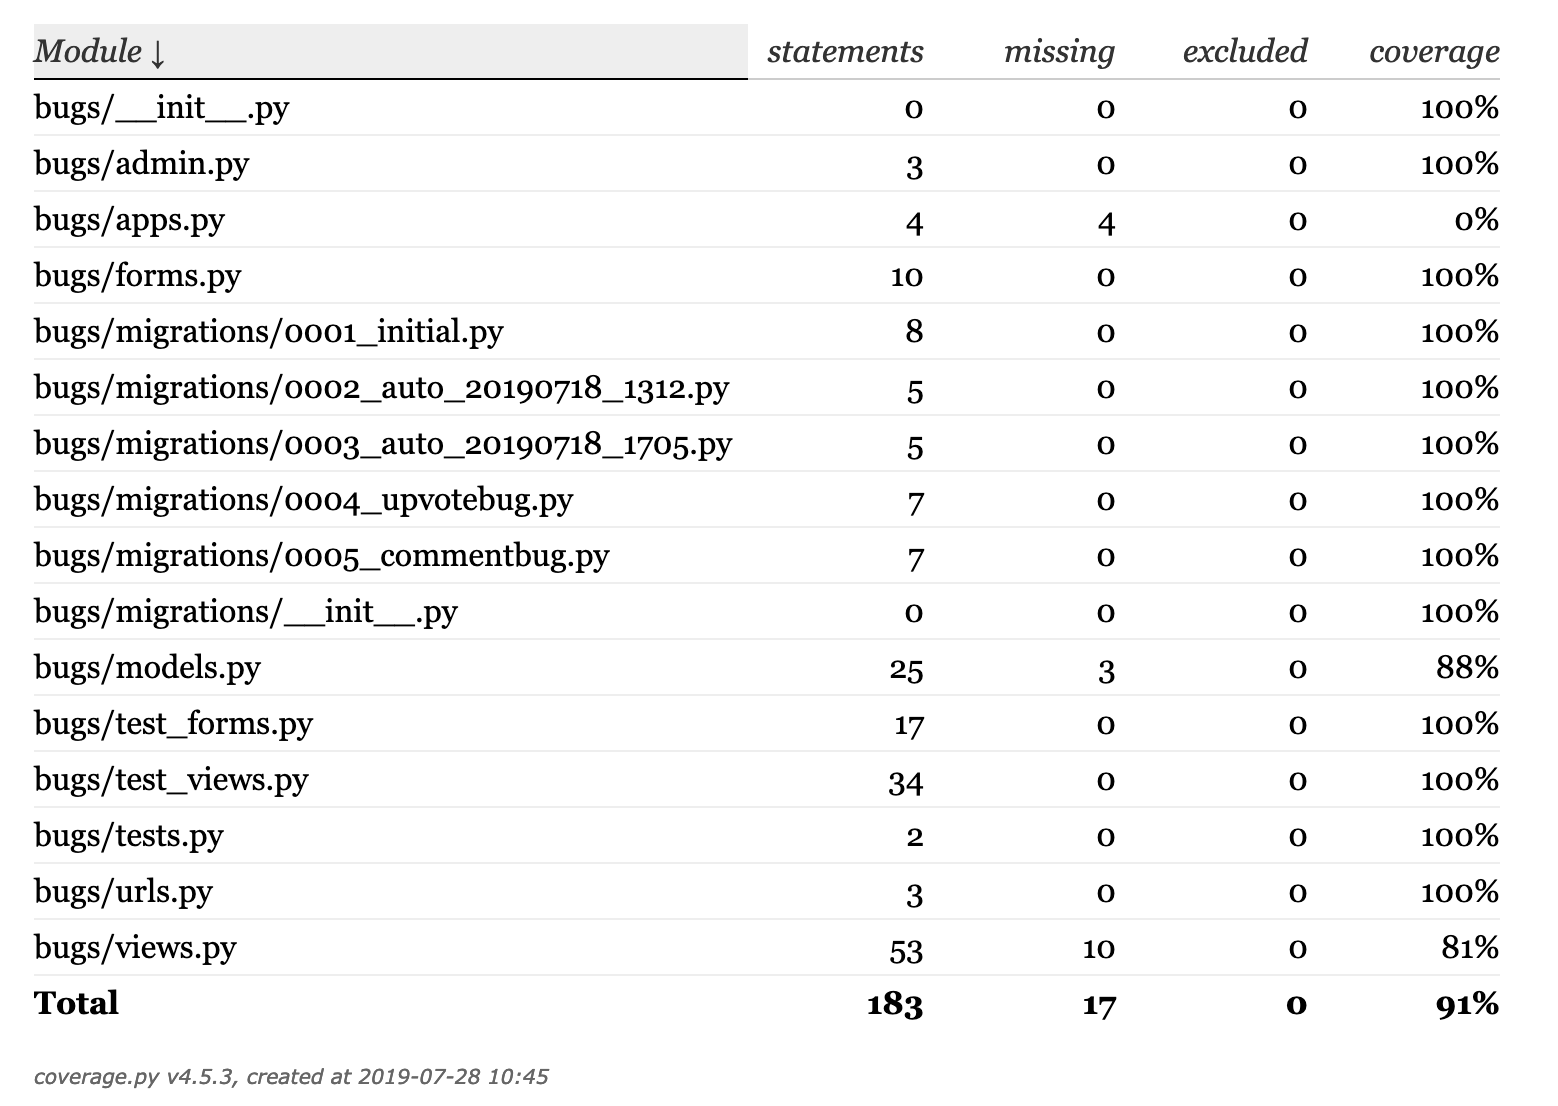 Module ↓ statements missing excluded coverage
bugs/__init__.py 0 0 0 100%
bugs/admin.py 3 0 0 100%
bugs/apps.py 4 4 0 0%
bugs/forms.py 10 0 0 100%
bugs/migrations/0001_initial.py 8 0 0 100%
bugs/migrations/0002_auto_20190718_1312.py 5 0 0 100%
bugs/migrations/0003_auto_20190718_1705.py 5 0 0 100%
bugs/migrations/0004_upvotebug.py 7 0 0 100%
bugs/migrations/0005_commentbug.py 7 0 0 100%
bugs/migrations/__init__.py 0 0 0 100%
bugs/models.py 25 3 0 88%
bugs/test_forms.py 17 0 0 100%
bugs/test_views.py 34 0 0 100%
bugs/tests.py 2 0 0 100%
bugs/urls.py 3 0 0 100%
bugs/views.py 53 10 0 81%
Total 183 17 0 91%
coverage.py v4.5.3, created at 2019-07-28 10:45